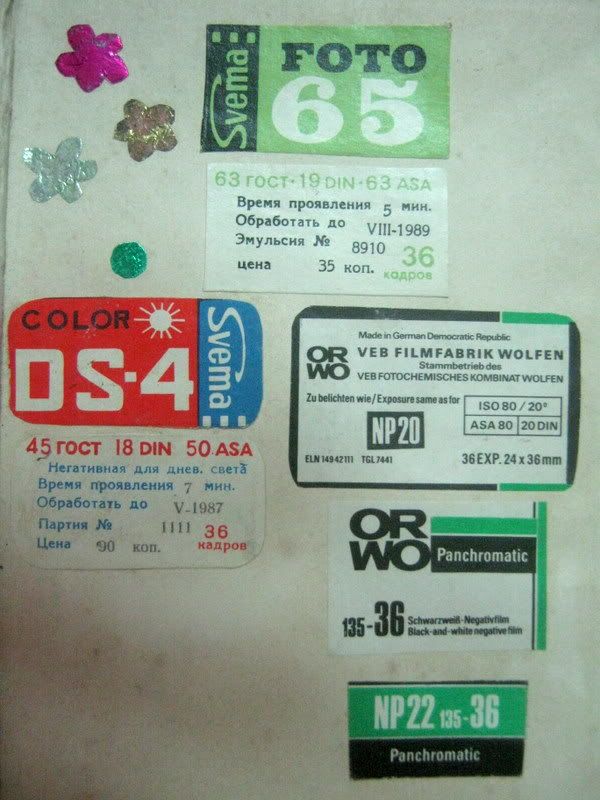 Svema
FOTO
65
63 ГОСТ·19 DIN·63 ASA
Время проявления 5 мин.
Обработать до VIII-1989
Эмульсия № 8910
36
цена 35 коп.
кадров
COLOR
DS-4
Svema
45 ГОСТ 18 DIN 50 ASA
Негативная для днев. света
Время проявления 7 мин.
Обработать до V-1987
Партия № 1111 36
Цена 90 коп. кадров
Made in German Democratic Republic
ORWO
VEB FILMFABRIK WOLFEN
Stammbetrieb des
VEB FOTOCHEMISCHES KOMBINAT WOLFEN
Zu belichten wie/Exposure same as for
NP20
ISO 80 / 20°
ASA 80 20 DIN
ELN 149 42111 TGL 7441
36 EXP. 24 x 36 mm
ORWO
Panchromatic
135-36
Schwarzweiß-Negativfilm
Black-and-white negative film
NP22 135-36
Panchromatic